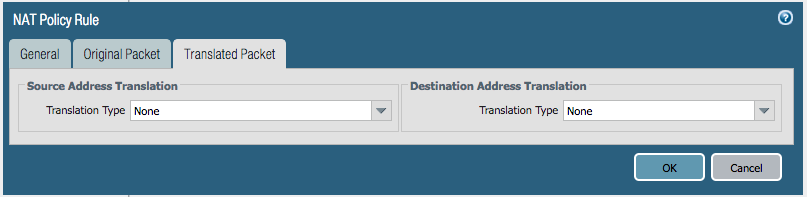 NAT Policy Rule
General Original Packet Translated Packet
Source Address Translation Destination Address Translation
Translation Type None Translation Type None
OK Cancel